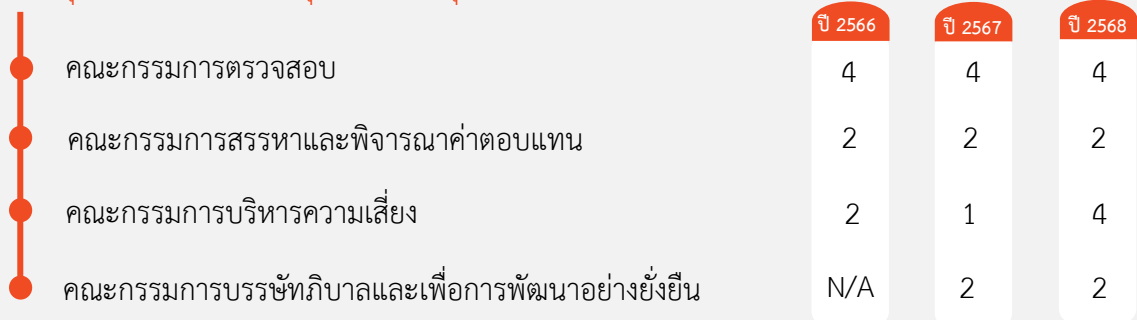 ปี 2566 ปี 2567 ปี 2568
คณะกรรมการตรวจสอบ 4 4 4
คณะกรรมการสรรหาและพิจารณาค่าตอบแทน 2 2 2
คณะกรรมการบริหารความเสี่ยง 2 1 4
คณะกรรมการบรรษัทภิบาลและเพื่อการพัฒนาอย่างยั่งยืน N/A 2 2